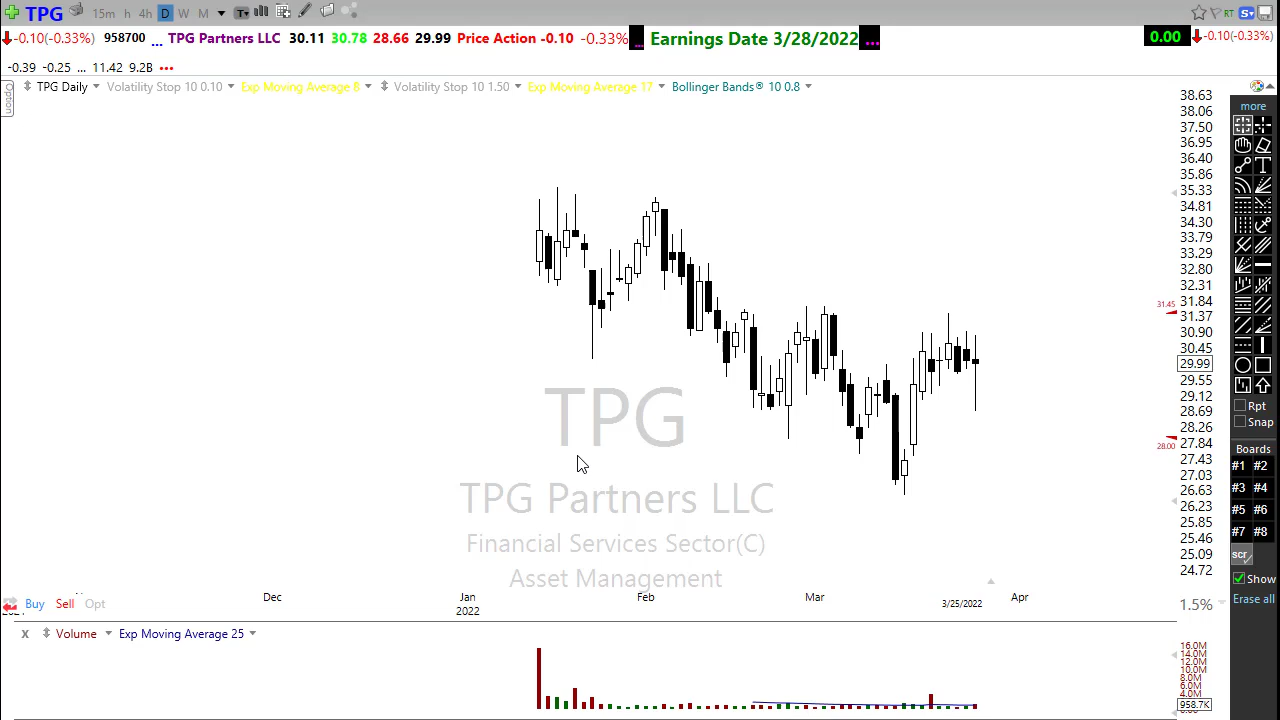 TPG 15m h 4h D W M T RT S
-0.10(-0.33%) 958700 ... TPG Partners LLC 30.11 30.78 28.66 29.99 Price Action -0.10 -0.33% ... Earnings Date 3/28/2022 ... 0.00 -0.10(-0.33%)
-0.39 -0.25 ... 11.42 9.2B ...
Option
TPG Daily Volatility Stop 10 0.10 Exp Moving Average 8 Volatility Stop 10 1.50 Exp Moving Average 17 Bollinger Bands® 10 0.8
38.63
38.06
37.50
36.95
36.40
35.86
35.33
34.81
34.30
33.79
33.29
32.80
32.31
31.84
31.45
31.37
30.90
30.45
29.99
29.55
29.12
28.69
28.26
27.84
28.00
27.43
27.03
26.63
26.23
25.85
25.46
25.09
24.72
more
T
Rpt
Snap
Boards
#1 #2
#3 #4
#5 #6
#7 #8
scr
Show
Erase all
TPG
TPG Partners LLC
Financial Services Sector(C)
Asset Management
Dec Jan Feb Mar Apr
2022 3/25/2022
Buy Sell Opt
1.5%
X Volume Exp Moving Average 25
16.0M
14.0M
12.0M
10.0M
8.0M
6.0M
4.0M
958.7K